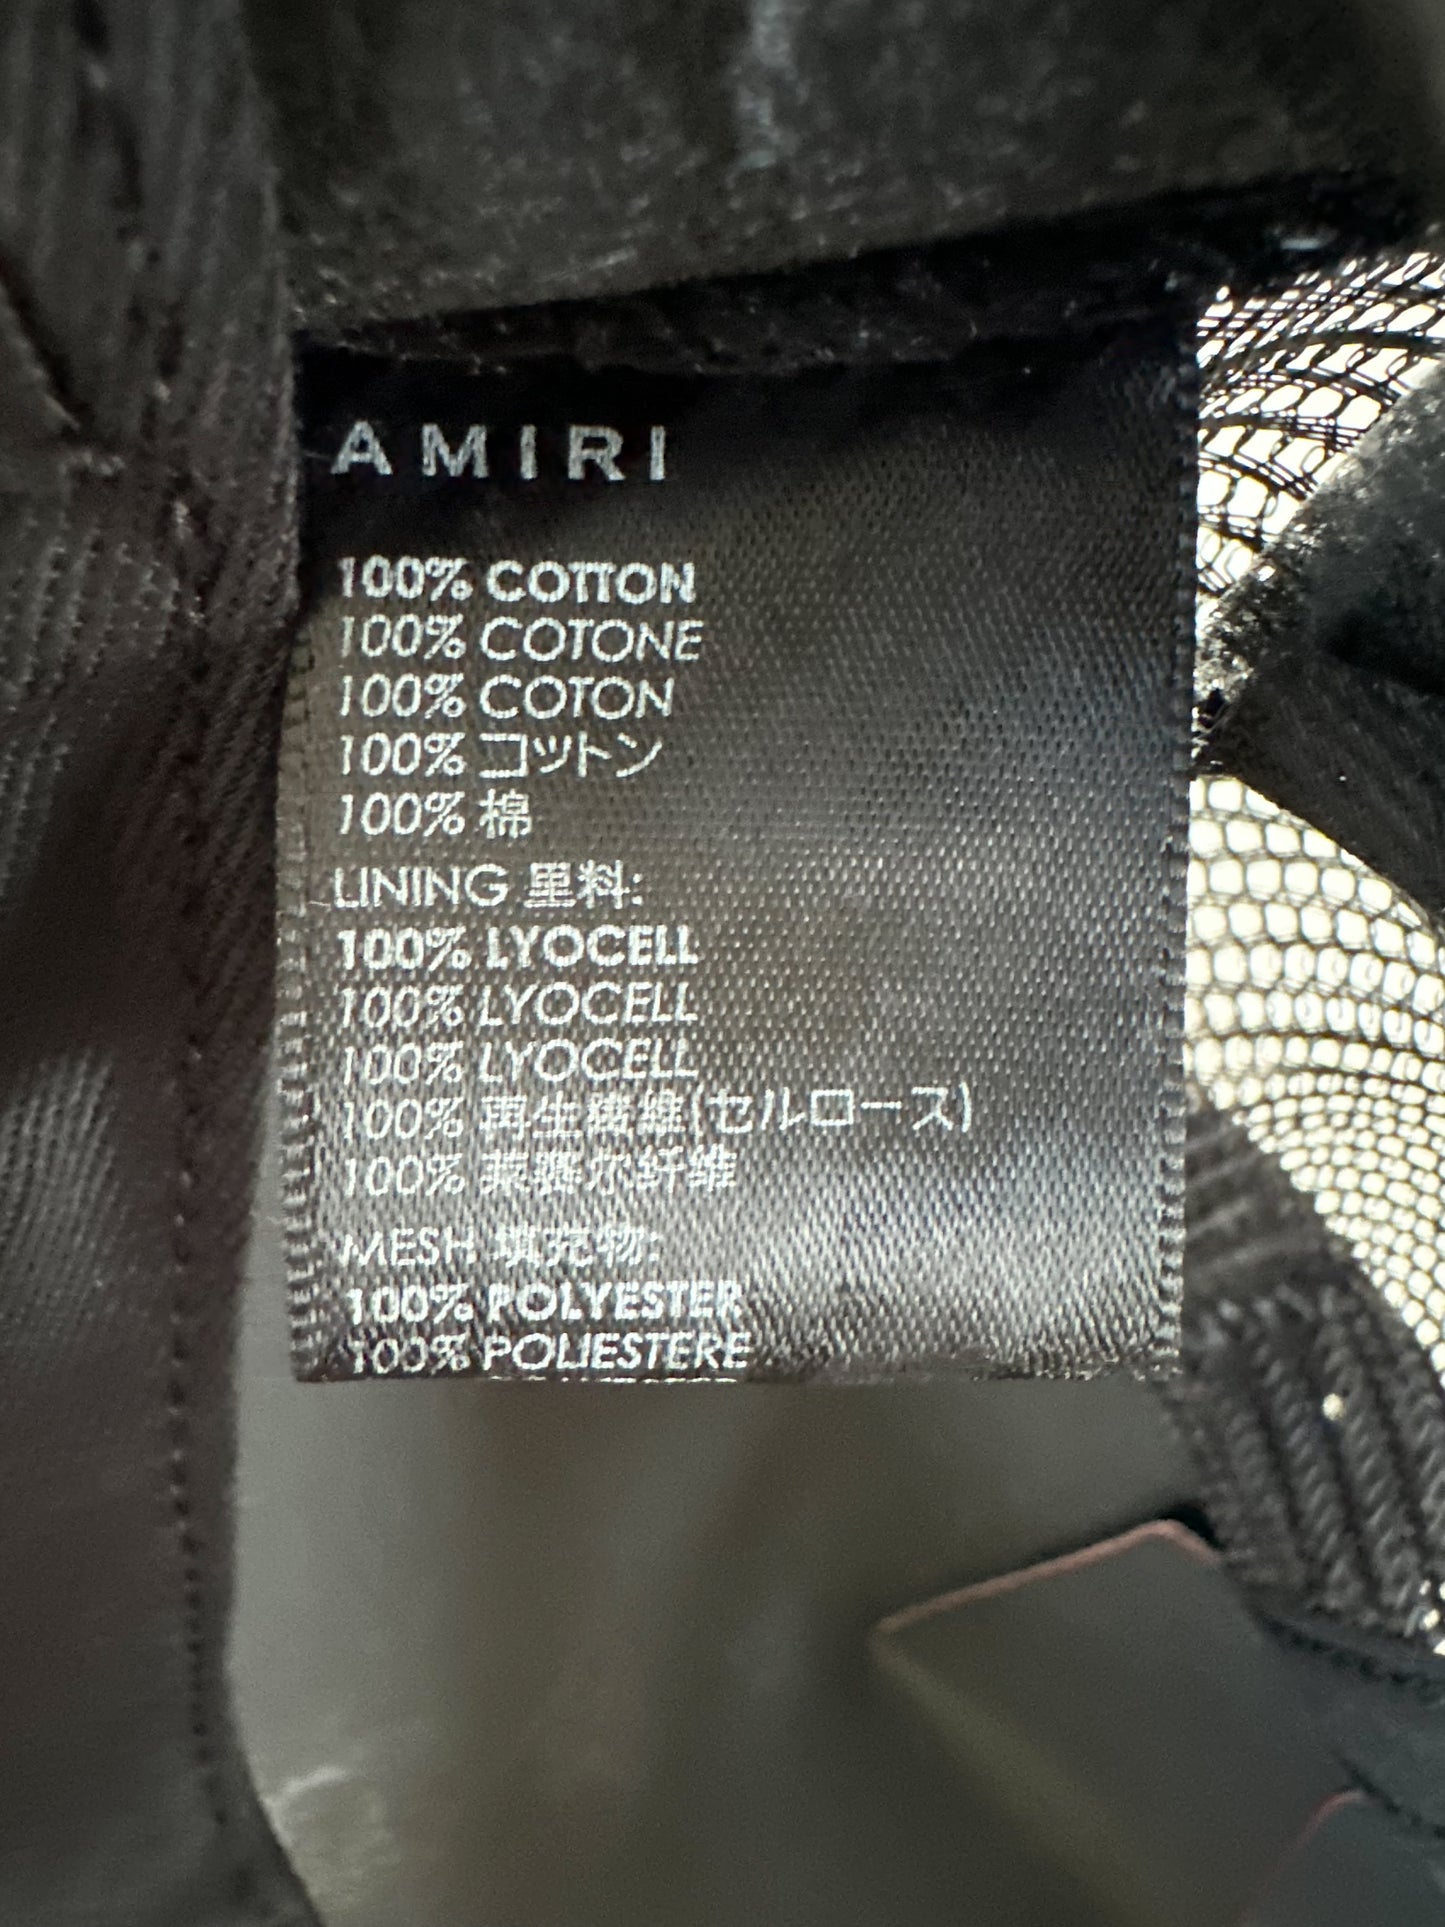 AMIRI
100% COTTON
100% COTONE
100% COTON
100% コットン
100% 棉
LINING 里料:
100% LYOCELL
100% LYOCELL
100% LYOCELL
100% 再生繊維(セルロース)
100% 莱赛尔纤维
MESH 填充物:
100% POLYESTER
100% POLIESTERE